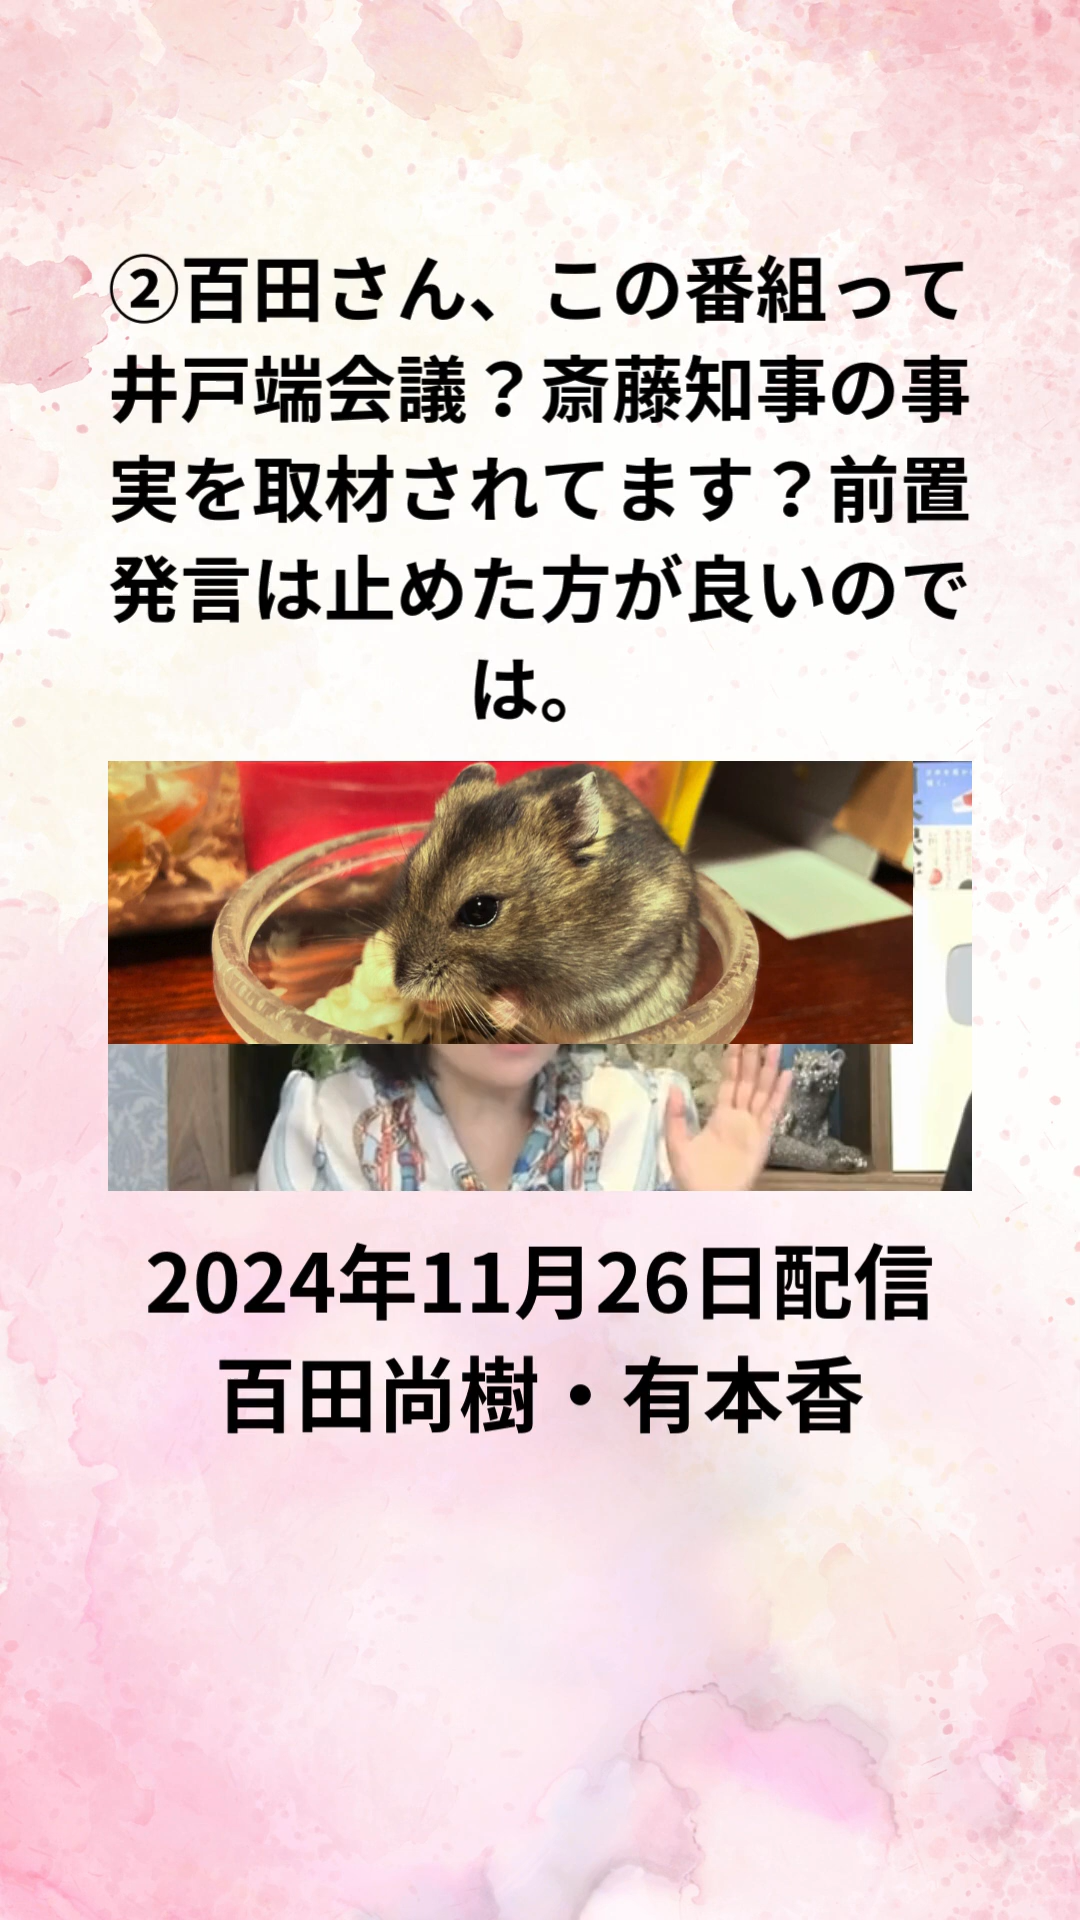 ②百田さん、この番組って
井戸端会議？斎藤知事の事
実を取材されてます？前置
発言は止めた方が良いので
は。
2024年11月26日配信
百田尚樹・有本香